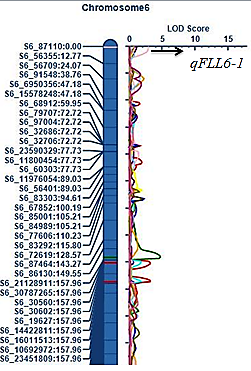 Chromosome6
LOD Score
0 5 10 15
qFLL6-1
S6_87110:0.00
S6_56355:12.77
S6_56709:24.07
S6_91548:38.76
S6_6950356:47.18
S6_15578248:47.18
S6_68912:59.95
S6_79707:72.72
S6_97004:72.72
S6_32686:72.72
S6_32706:72.72
S6_23590329:77.73
S6_11800454:77.73
S6_60303:77.73
S6_11976054:89.03
S6_56401:89.03
S6_83303:94.61
S6_67852:100.19
S6_85001:105.21
S6_84989:105.21
S6_77606:110.23
S6_83292:115.80
S6_72619:128.57
S6_87464:143.27
S6_86130:149.55
S6_21128911:157.96
S6_30787265:157.96
S6_30560:157.96
S6_30602:157.96
S6_19627:157.96
S6_14422811:157.96
S6_16011513:157.96
S6_10692972:157.96
S6_23451809:157.96